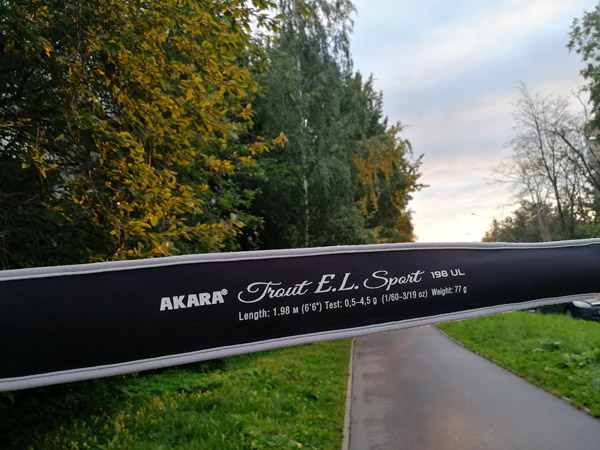 AKARA® Trout E.L. Sport 198 UL
Length: 1.98 м (6'6") Test: 0,5-4,5 g (1/60-3/19 oz) Weight: 77 g